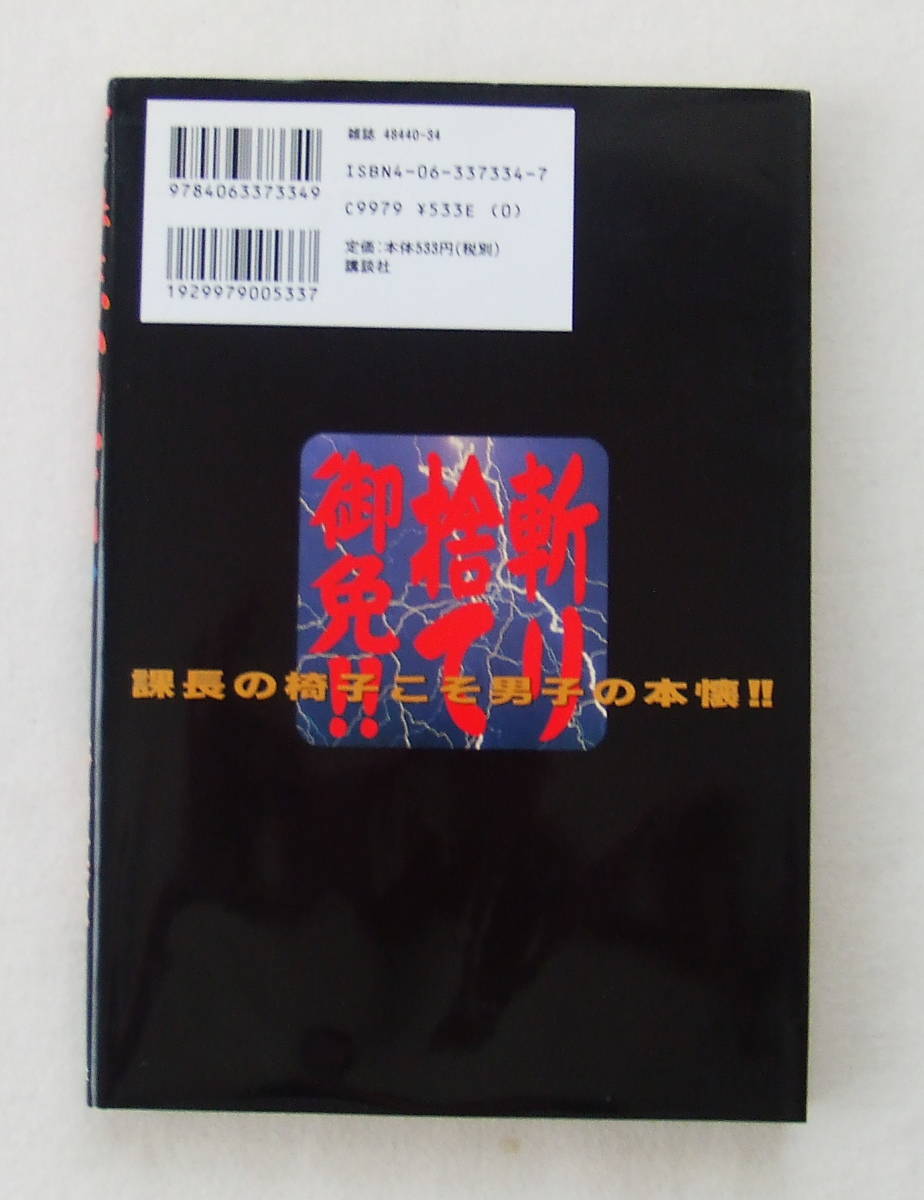 雑誌 48440-34
ISBN4-06-337334-7
9784063373349
C9979 ¥533E (0)
定価:本体533円(税別)
講談社
1929979005337
斬り
捨て
御免!!
課長の椅子こそ男子の本懐!!